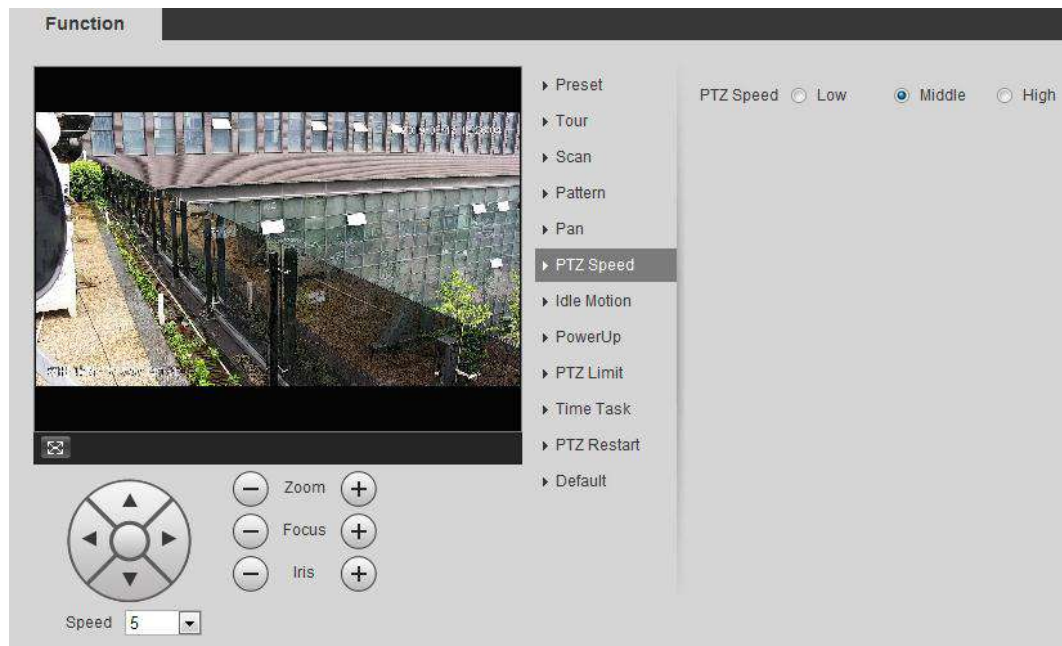 Function
Preset
PTZ Speed Low Middle High
Tour
Scan
Pattern
Pan
PTZ Speed
Idle Motion
PowerUp
PTZ Limit
Time Task
PTZ Restart
Default
Zoom
Focus
Iris
Speed 5